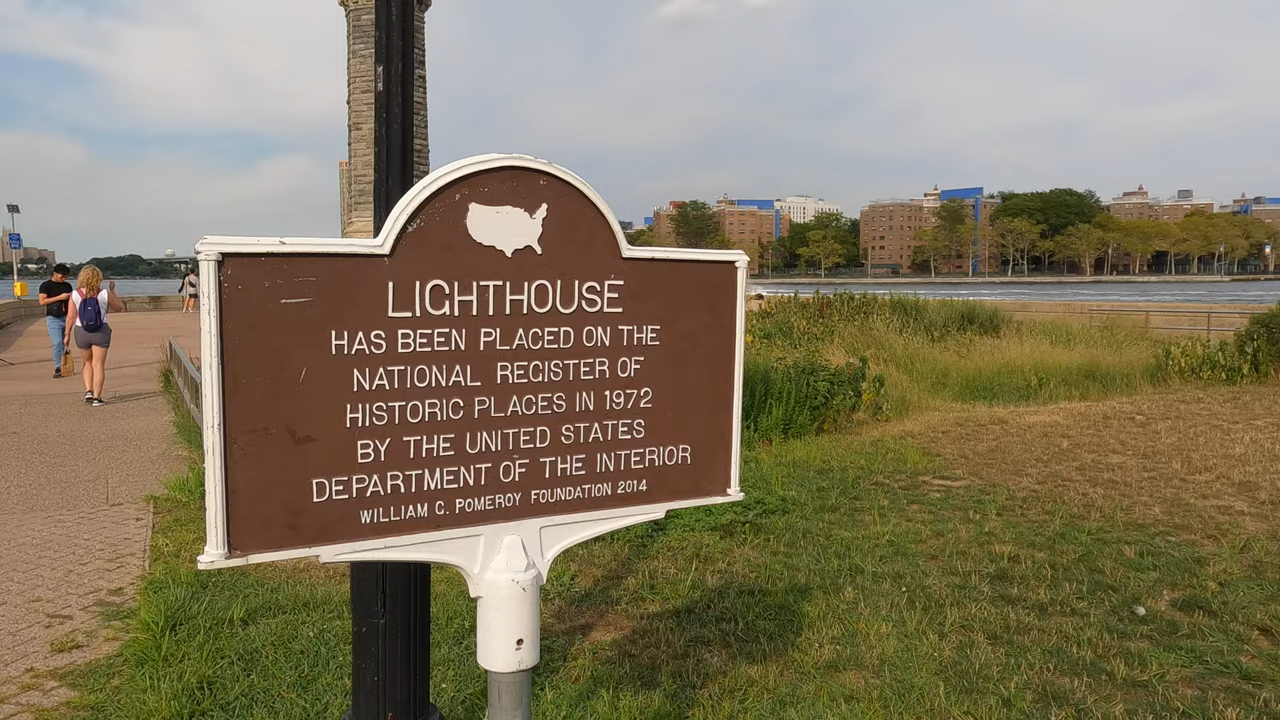 LIGHTHOUSE
HAS BEEN PLACED ON THE
NATIONAL REGISTER OF
HISTORIC PLACES IN 1972
BY THE UNITED STATES
DEPARTMENT OF THE INTERIOR
WILLIAM G. POMEROY FOUNDATION 2014